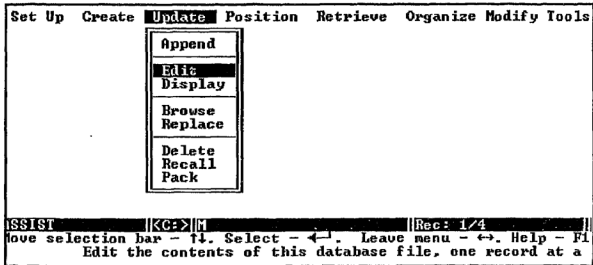 Set Up Create Update Position Retrieve Organize Modify Tools
Append
Edit
Display
Browse
Replace
Delete
Recall
Pack
SSIST <C:> M Rec: 1/4
ove selection bar - ↑↓. Select - ←┘. Leave menu - ↔. Help - F1
Edit the contents of this database file, one record at a